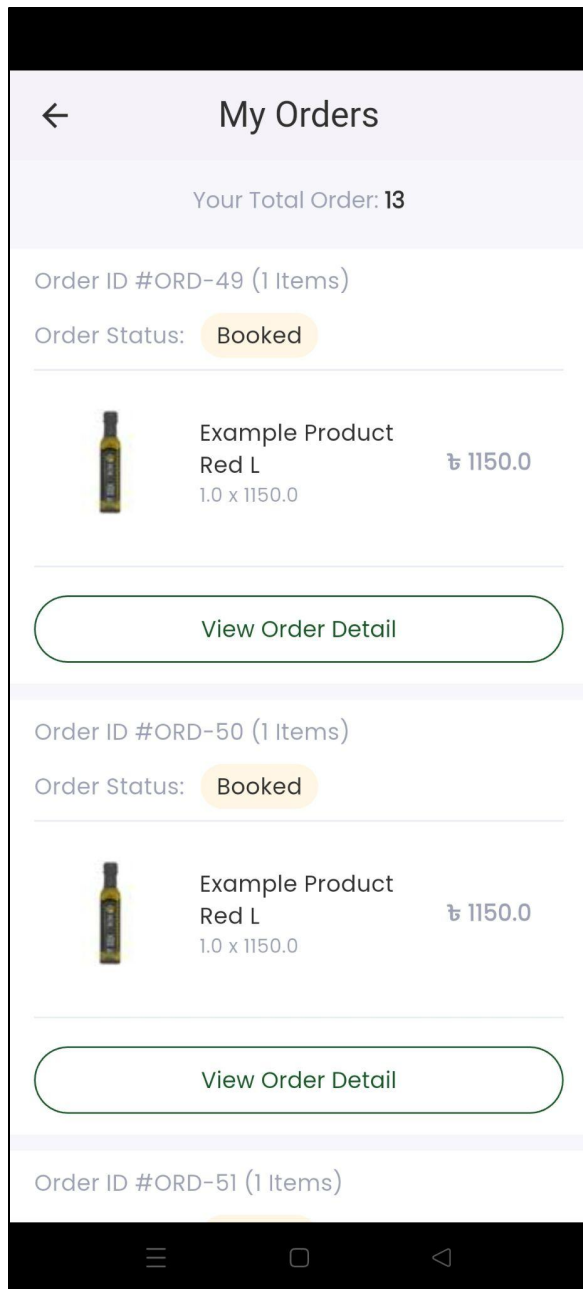 My Orders
Your Total Order: 13
Order ID #ORD-49 (1 Items)
Order Status: Booked
Example Product
Red L
৳ 1150.0
1.0 x 1150.0
View Order Detail
Order ID #ORD-50 (1 Items)
Order Status: Booked
Example Product
Red L
৳ 1150.0
1.0 x 1150.0
View Order Detail
Order ID #ORD-51 (1 Items)